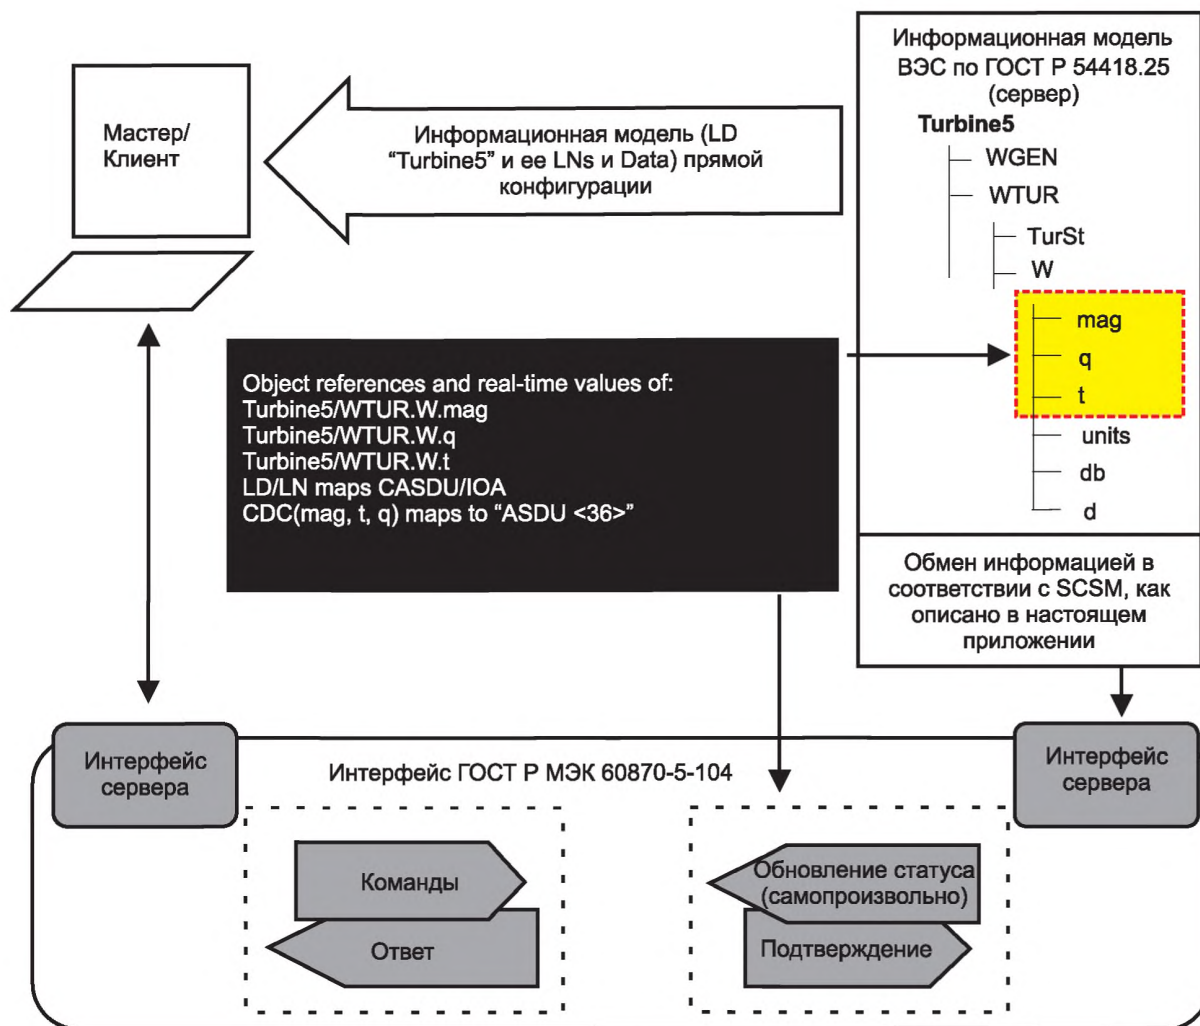 Информационная модель
ВЭС по ГОСТ Р 54418.25
(сервер)
Turbine5
WGEN
WTUR
TurSt
W
mag
q
t
units
db
d
Мастер/
Клиент
Информационная модель (LD
“Turbine5” и ее LNs и Data) прямой
конфигурации
Object references and real-time values of:
Turbine5/WTUR.W.mag
Turbine5/WTUR.W.q
Turbine5/WTUR.W.t
LD/LN maps CASDU/IOA
CDC(mag, t, q) maps to “ASDU <36>”
Обмен информацией в
соответствии с SCSM, как
описано в настоящем
приложении
Интерфейс
сервера
Интерфейс ГОСТ Р МЭК 60870-5-104
Интерфейс
сервера
Команды
Ответ
Обновление статуса
(самопроизвольно)
Подтверждение